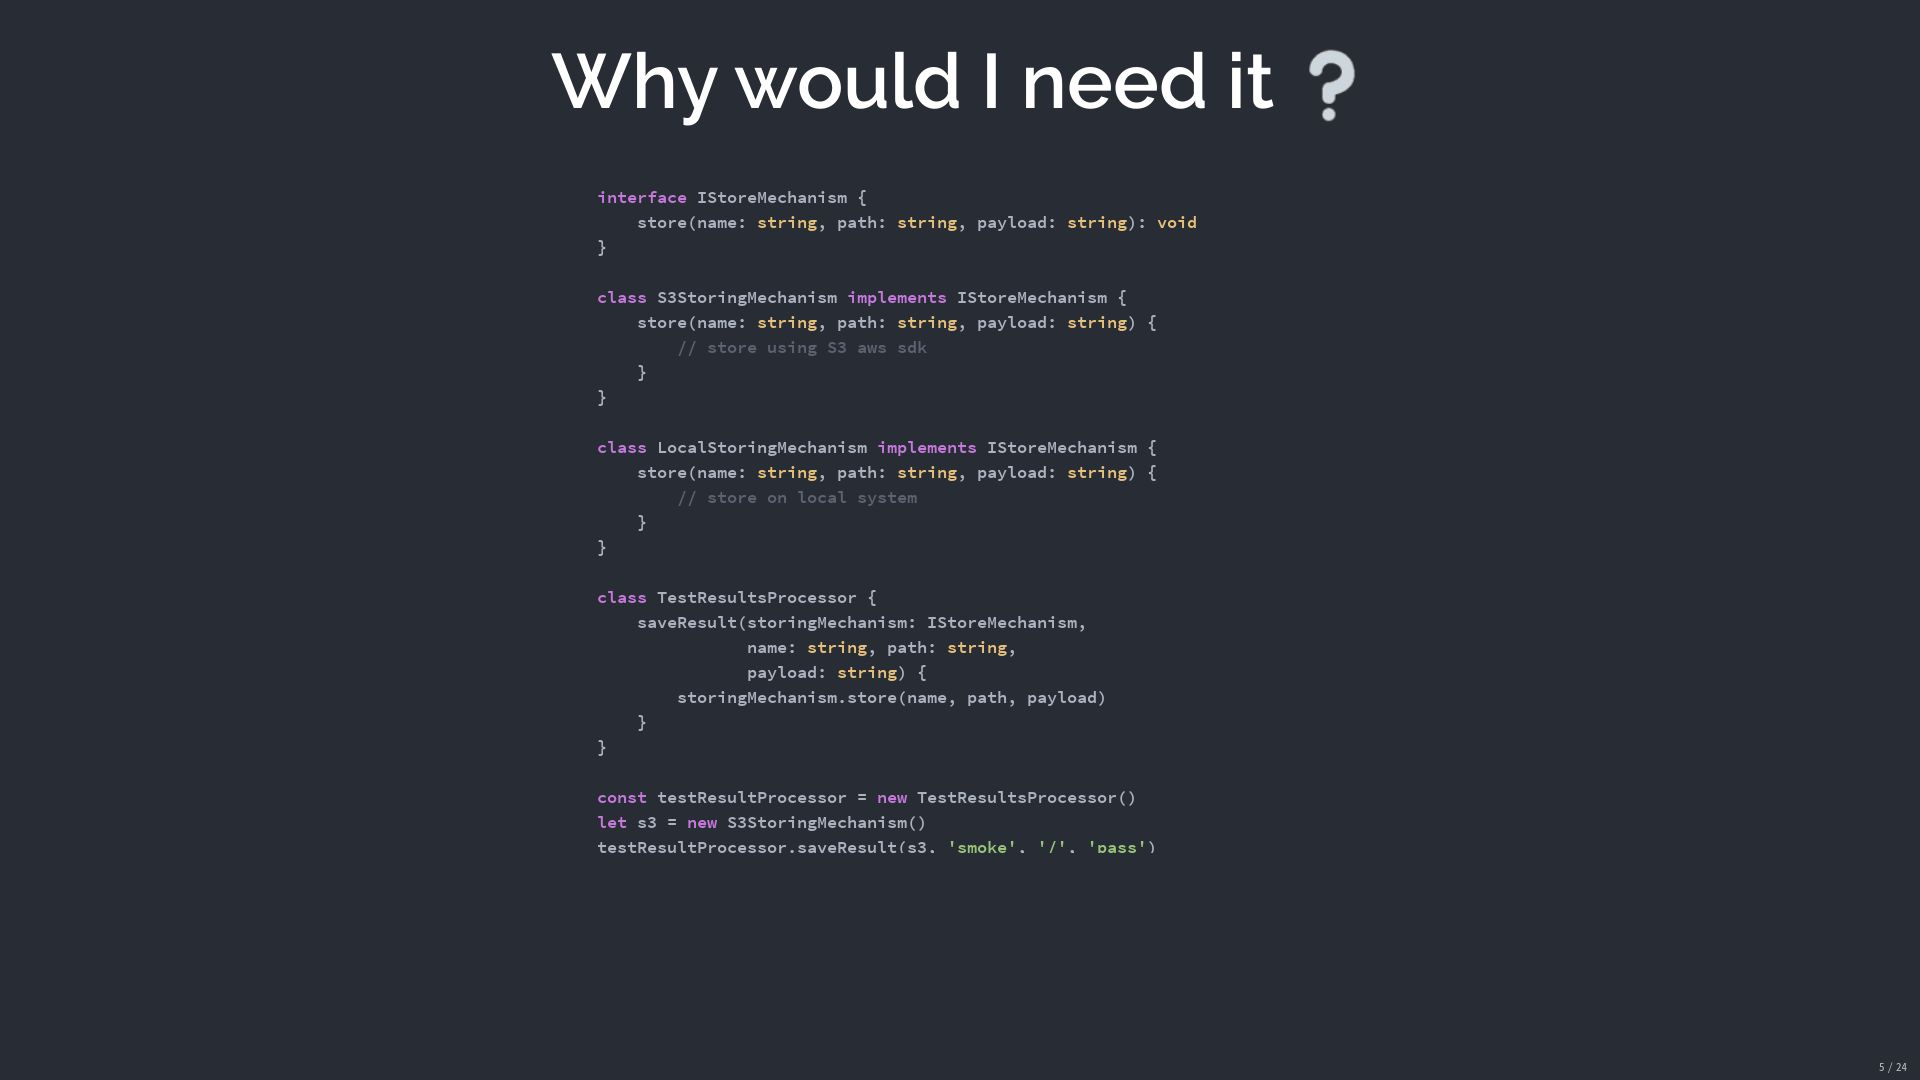 Why would I need it ❔
interface IStoreMechanism {
    store(name: string, path: string, payload: string): void
}
class S3StoringMechanism implements IStoreMechanism {
    store(name: string, path: string, payload: string) {
        // store using S3 aws sdk
    }
}
class LocalStoringMechanism implements IStoreMechanism {
    store(name: string, path: string, payload: string) {
        // store on local system
    }
}
class TestResultsProcessor {
    saveResult(storingMechanism: IStoreMechanism,
               name: string, path: string,
               payload: string) {
        storingMechanism.store(name, path, payload)
    }
}
const testResultProcessor = new TestResultsProcessor()
let s3 = new S3StoringMechanism()
testResultProcessor.saveResult(s3, 'smoke', '/', 'pass')
5 / 24